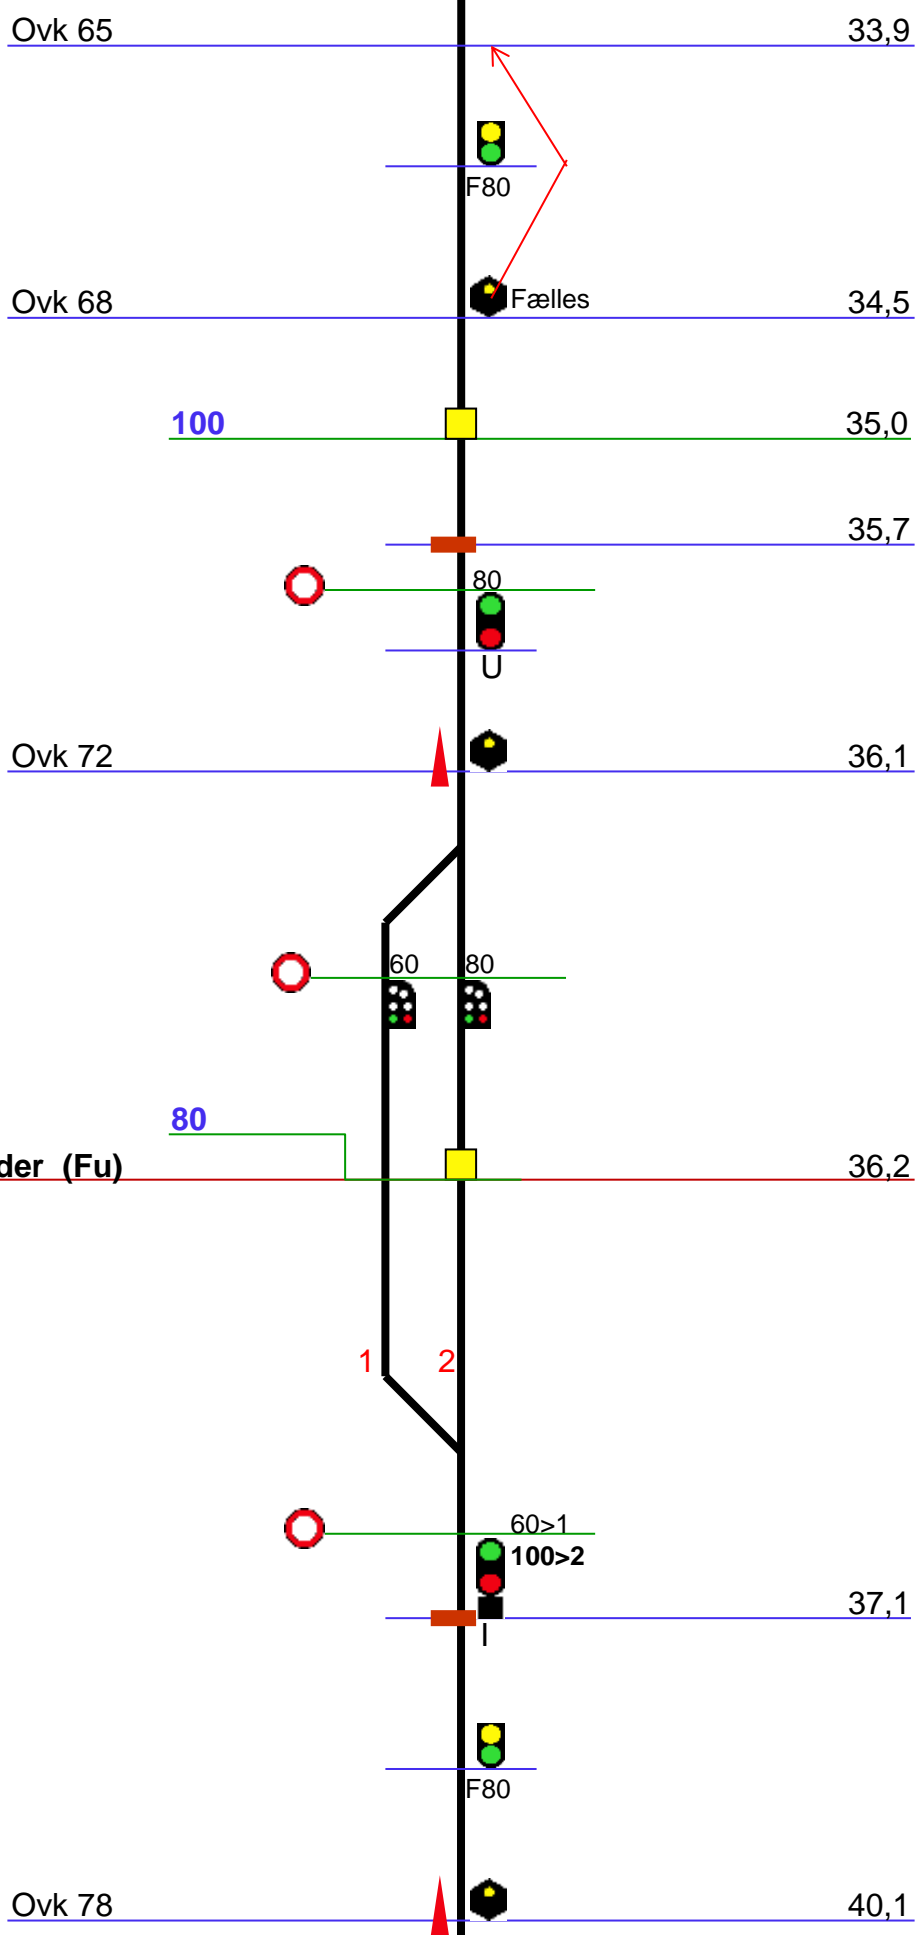 Ovk 65 33,9
F80
Ovk 68 Fælles 34,5
100 35,0
35,7
80
U
Ovk 72 36,1
60 80
80
der (Fu) 36,2
1 2
60>1
100>2
37,1
I
F80
Ovk 78 40,1